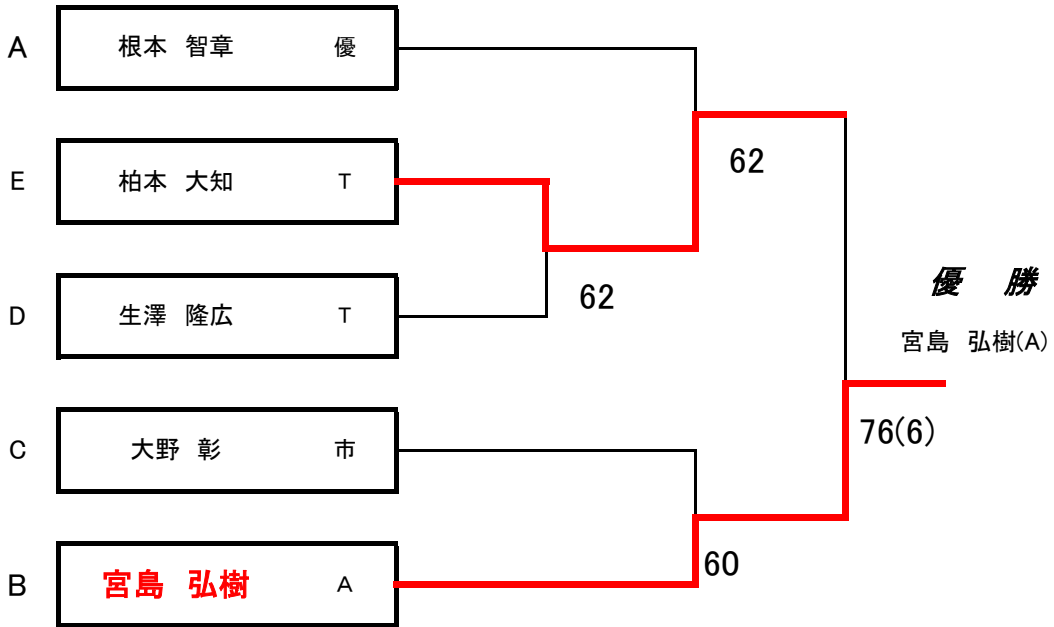 A 根本 智章 優
62
E 柏本 大知 T
62
優 勝
D 生澤 隆広 T
宮島 弘樹(A)
76(6)
C 大野 彰 市
60
B 宮島 弘樹 A